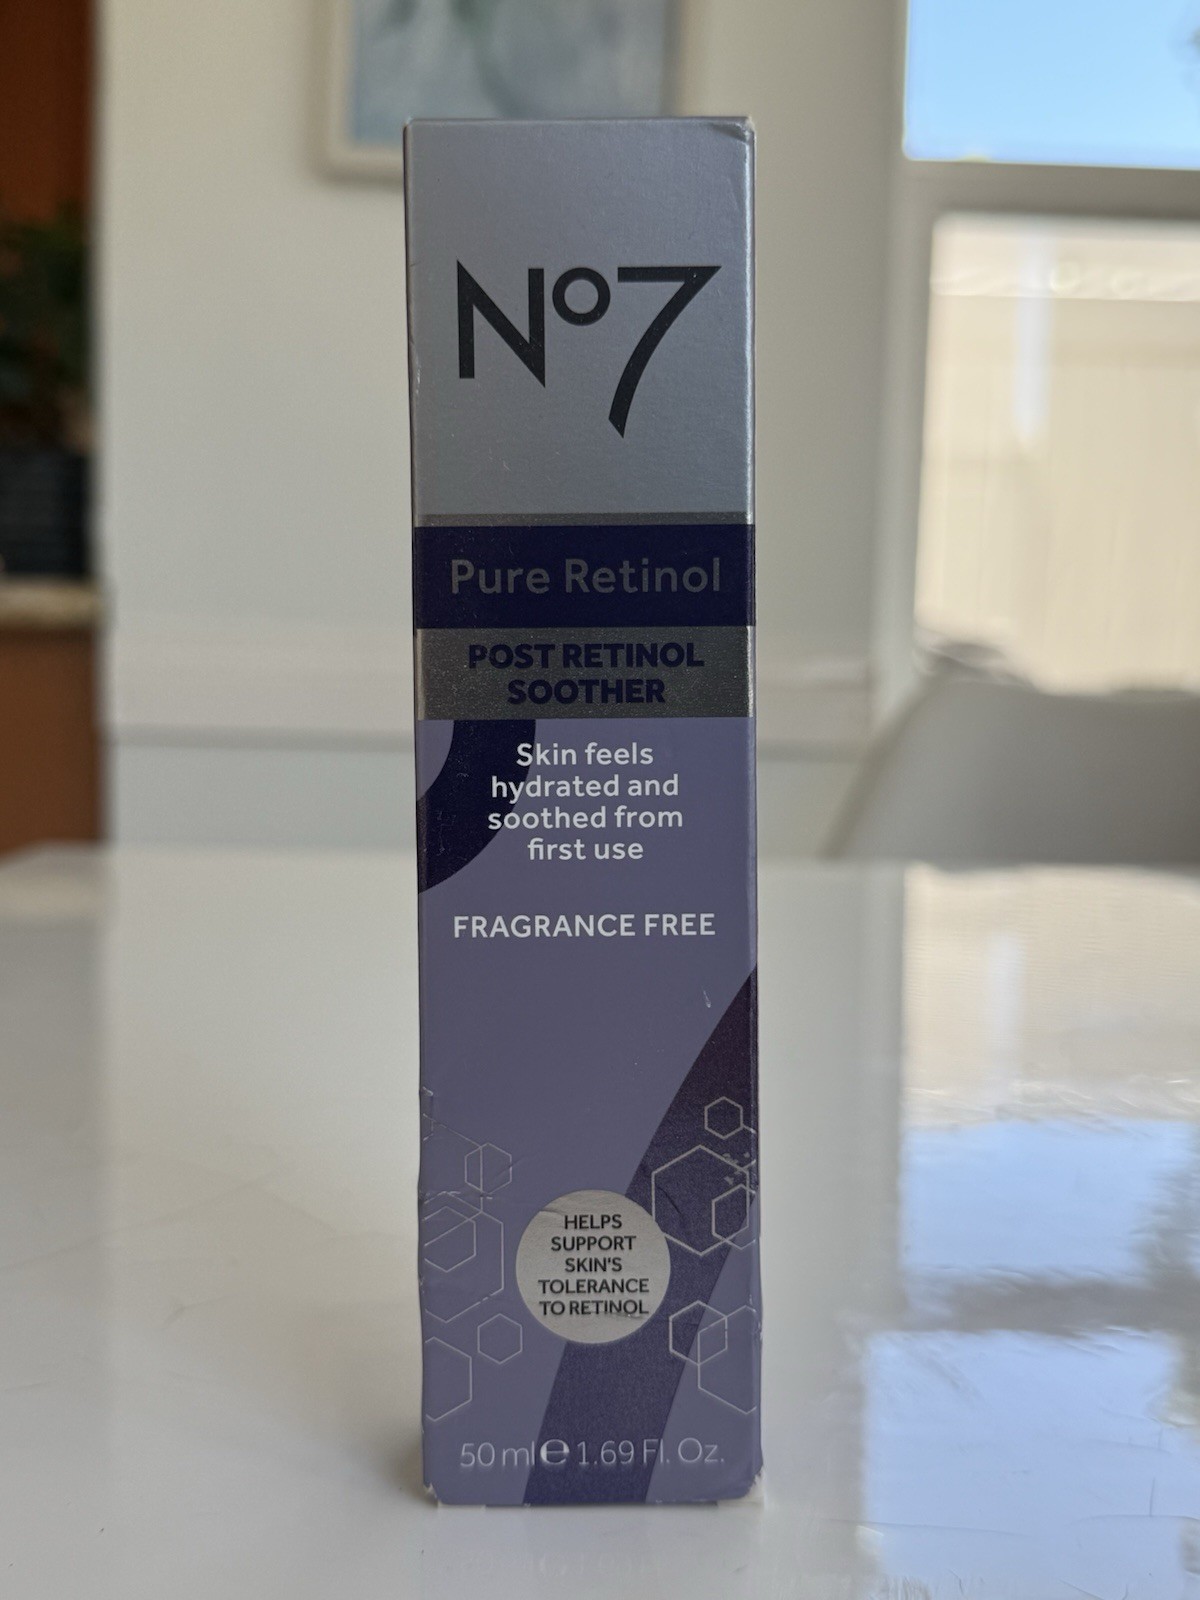 Nº7
Pure Retinol
POST RETINOL
SOOTHER
Skin feels
hydrated and
soothed from
first use
FRAGRANCE FREE
HELPS
SUPPORT
SKIN'S
TOLERANCE
TO RETINOL
50 ml ℮ 1.69 Fl. Oz.